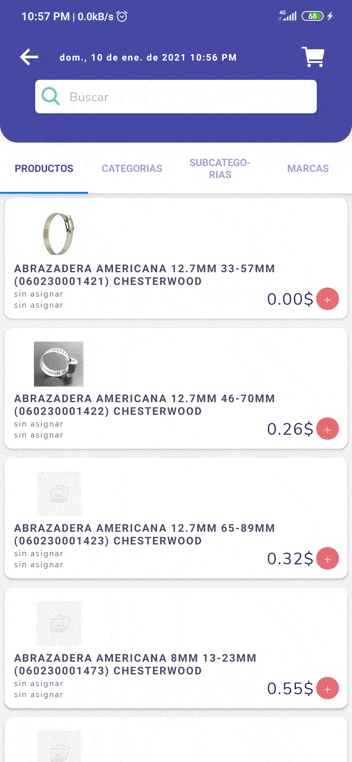 10:57 PM | 0.0kB/s
4G
68
dom., 10 de ene. de 2021 10:56 PM
Buscar
PRODUCTOS
CATEGORIAS
SUBCATEGO-
RIAS
MARCAS
ABRAZADERA AMERICANA 12.7MM 33-57MM
(060230001421) CHESTERWOOD
sin asignar
sin asignar
0.00$
+
ABRAZADERA AMERICANA 12.7MM 46-70MM
(060230001422) CHESTERWOOD
sin asignar
sin asignar
0.26$
+
ABRAZADERA AMERICANA 12.7MM 65-89MM
(060230001423) CHESTERWOOD
sin asignar
sin asignar
0.32$
+
ABRAZADERA AMERICANA 8MM 13-23MM
(060230001473) CHESTERWOOD
sin asignar
sin asignar
0.55$
+